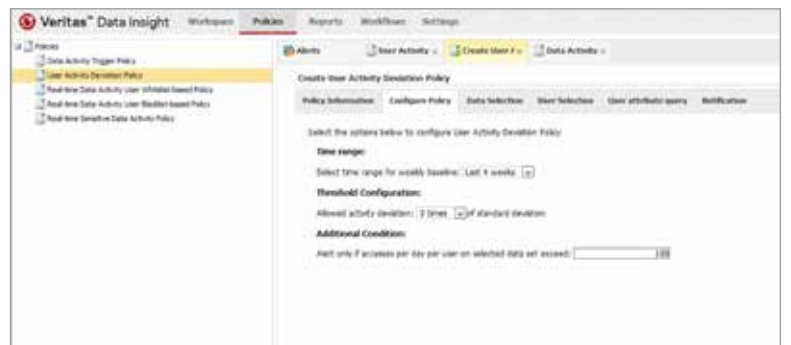 Veritas™ Data Insight Workspace Policies Reports Workflows Settings
Policies
Data Activity Trigger Policy
User Activity Deviation Policy
Real-time Data Activity User Whitelist-based Policy
Real-time Data Activity User Blacklist-based Policy
Real-time Sensitive Data Activity Policy
Alerts User Activity Create User Data Activity
Create User Activity Deviation Policy
Policy Information Configure Policy Data Selection User Selection User attribute query Notification
Select the options below to configure User Activity Deviation Policy
Time range:
Select time range for weekly baseline: Last 4 weeks
Threshold Configuration:
Allowed activity deviation: times of standard deviation
Additional Condition:
Alert only if accesses per day per user on selected data set exceed: